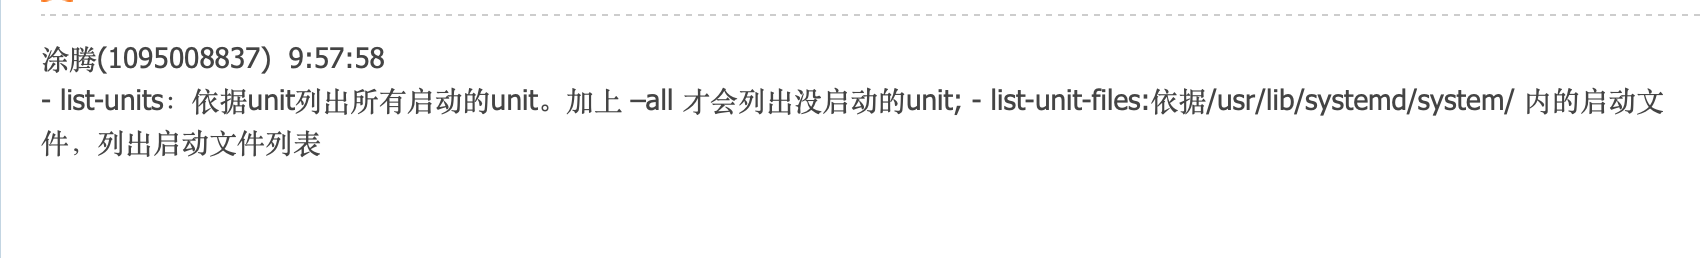 涂腾(1095008837)  9:57:58
- list-units：依据unit列出所有启动的unit。加上 –all 才会列出没启动的unit; - list-unit-files:依据/usr/lib/systemd/system/ 内的启动文
件，列出启动文件列表